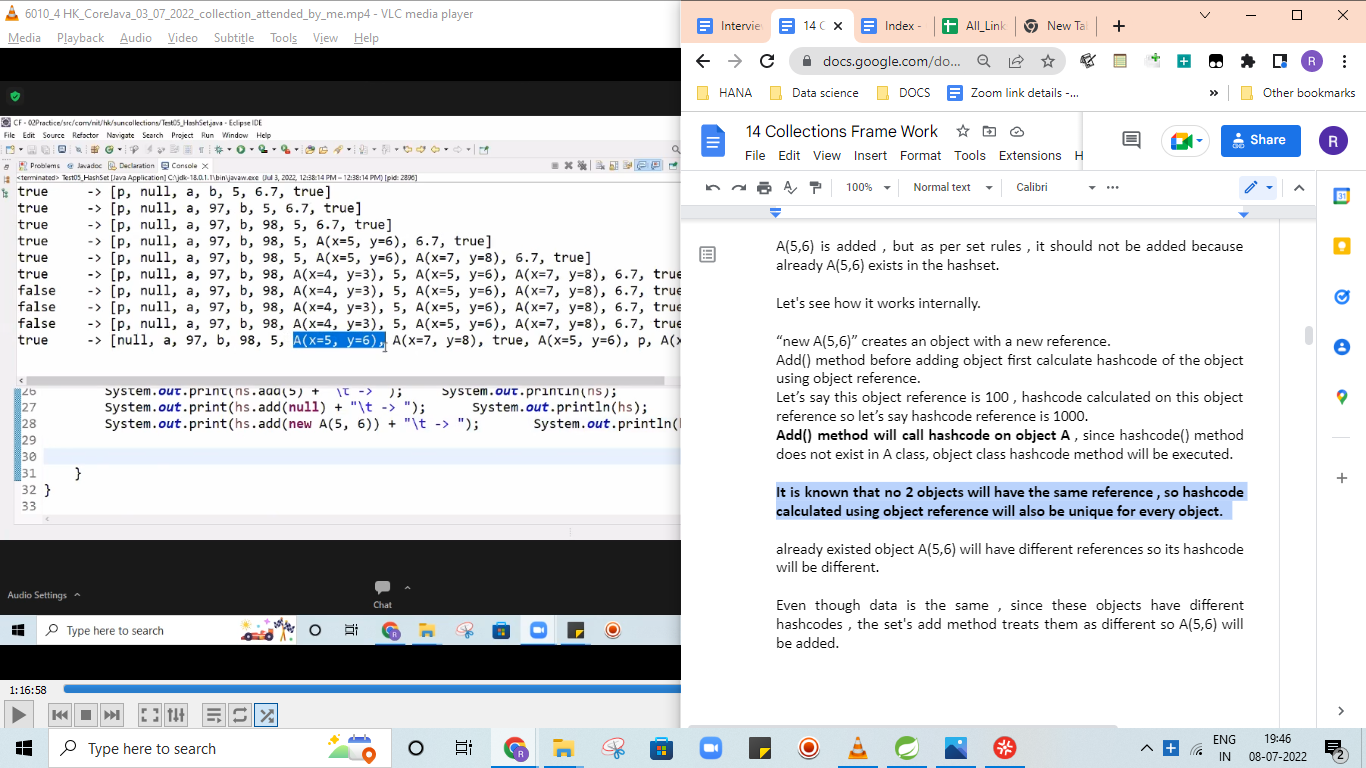 6010_4 HK_CoreJava_03_07_2022_collection_attended_by_me.mp4 - VLC media player
Media Playback Audio Video Subtitle Tools View Help
CF - 02Practice/src/com/nit/hk/suncollections/Test05_HashSet.java - Eclipse IDE
File Edit Source Refactor Navigate Search Project Run Window Help
Problems Javadoc Declaration Console
<terminated> Test05_HashSet [Java Application] C:\jdk-18.0.1.1\bin\javaw.exe (Jul 3, 2022, 12:38:14 PM – 12:38:14 PM) [pid: 2896]
true -> [p, null, a, b, 5, 6.7, true]
true -> [p, null, a, 97, b, 5, 6.7, true]
true -> [p, null, a, 97, b, 98, 5, 6.7, true]
true -> [p, null, a, 97, b, 98, 5, A(x=5, y=6), 6.7, true]
true -> [p, null, a, 97, b, 98, 5, A(x=5, y=6), A(x=7, y=8), 6.7, true]
true -> [p, null, a, 97, b, 98, A(x=4, y=3), 5, A(x=5, y=6), A(x=7, y=8), 6.7, true
false -> [p, null, a, 97, b, 98, A(x=4, y=3), 5, A(x=5, y=6), A(x=7, y=8), 6.7, true
false -> [p, null, a, 97, b, 98, A(x=4, y=3), 5, A(x=5, y=6), A(x=7, y=8), 6.7, true
false -> [p, null, a, 97, b, 98, A(x=4, y=3), 5, A(x=5, y=6), A(x=7, y=8), 6.7, true
true -> [null, a, 97, b, 98, 5, A(x=5, y=6), A(x=7, y=8), true, A(x=5, y=6), p, A(x
26 System.out.print(hs.add(5) + "\t -> "); System.out.println(hs);
27 System.out.print(hs.add(null) + "\t -> "); System.out.println(hs);
28 System.out.print(hs.add(new A(5, 6)) + "\t -> "); System.out.println(
29
30
31 }
32 }
33
Audio Settings
Chat
Type here to search
1:16:58
Intervie
14 C
Index -
All_Link
New Ta
docs.google.com/do...
R
HANA Data science DOCS Zoom link details -... » Other bookmarks
14 Collections Frame Work
File Edit View Insert Format Tools Extensions H
Share
R
100% Normal text Calibri
A(5,6) is added , but as per set rules , it should not be added because
already A(5,6) exists in the hashset.
Let's see how it works internally.
“new A(5,6)” creates an object with a new reference.
Add() method before adding object first calculate hashcode of the object
using object reference.
Let’s say this object reference is 100 , hashcode calculated on this object
reference so let’s say hashcode reference is 1000.
Add() method will call hashcode on object A , since hashcode() method
does not exist in A class, object class hashcode method will be executed.
It is known that no 2 objects will have the same reference , so hashcode
calculated using object reference will also be unique for every object.
already existed object A(5,6) will have different references so its hashcode
will be different.
Even though data is the same , since these objects have different
hashcodes , the set's add method treats them as different so A(5,6) will
be added.
31
Type here to search
ENG
IN
19:46
08-07-2022
2